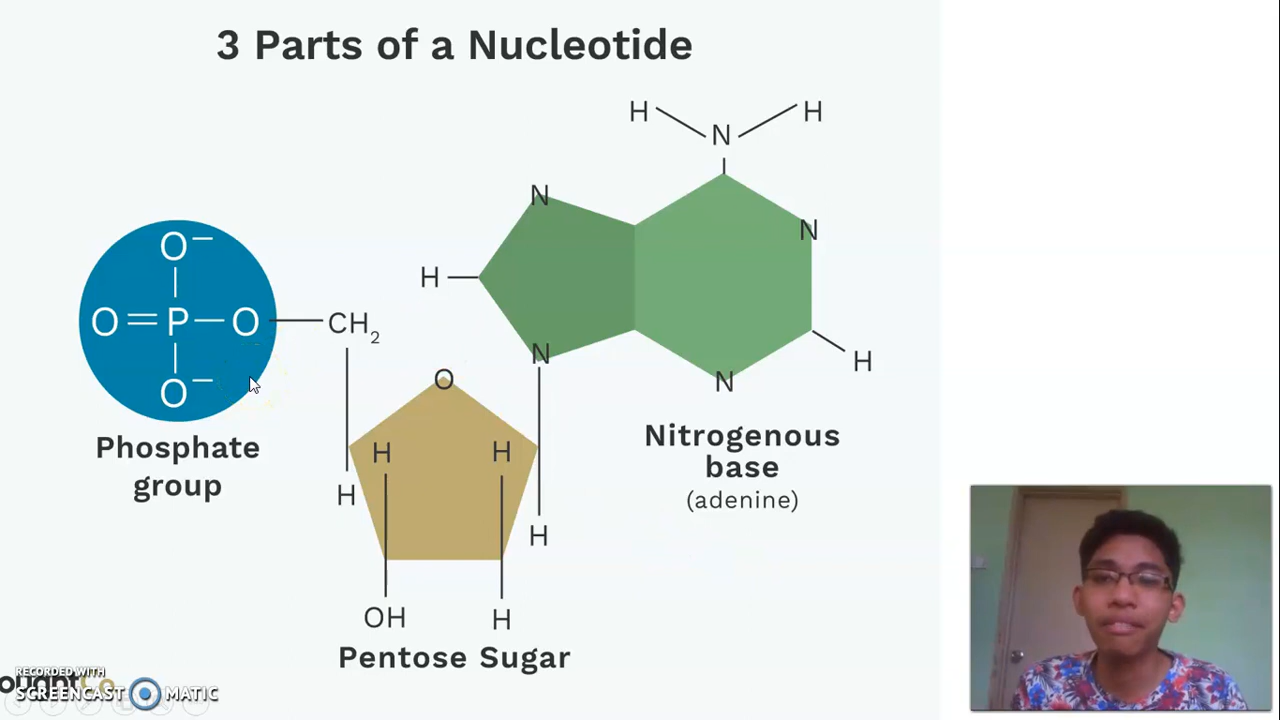 3 Parts of a Nucleotide
H H
N
N
N
H
O−
O=P−O
O−
CH2
N
H
O
N
H H
H
H
OH H
Phosphate
group
Nitrogenous
base
(adenine)
Pentose Sugar
RECORDED WITH
SCREENCAST MATIC